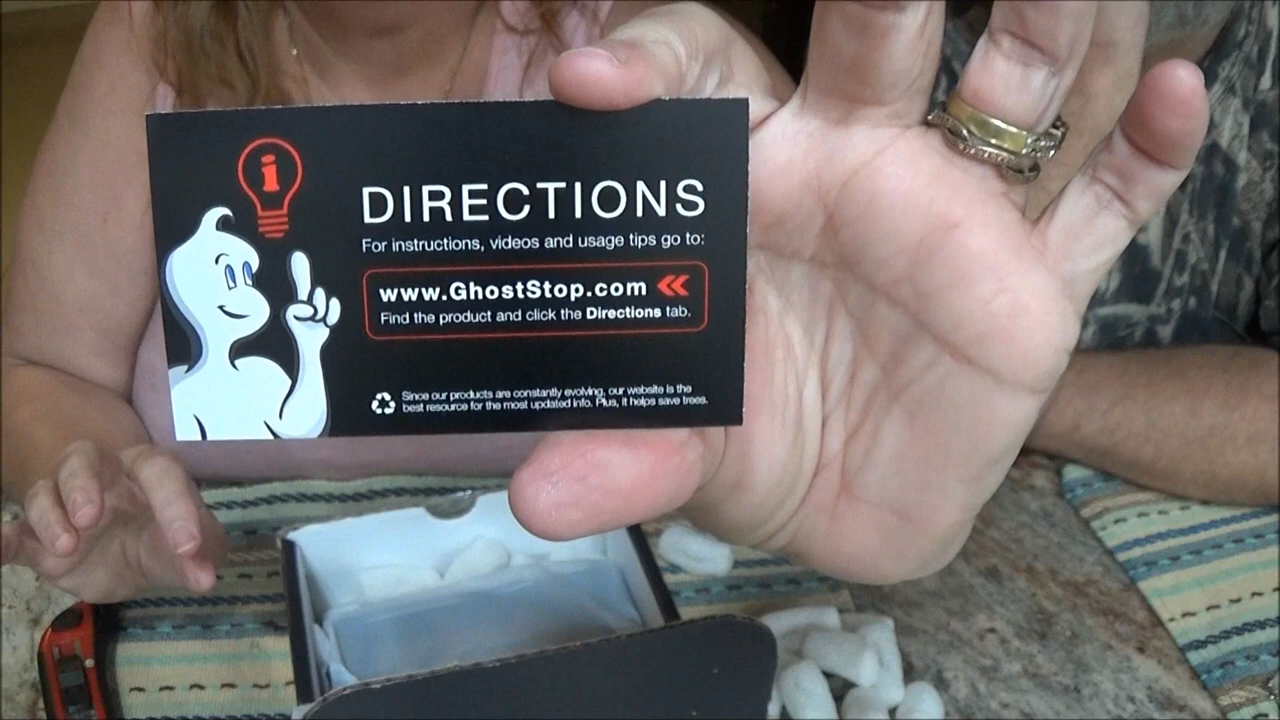 i
DIRECTIONS
For instructions, videos and usage tips go to:
www.GhostStop.com
Find the product and click the Directions tab.
Since our products are constantly evolving, our website is the
best resource for the most updated info. Plus, it helps save trees.